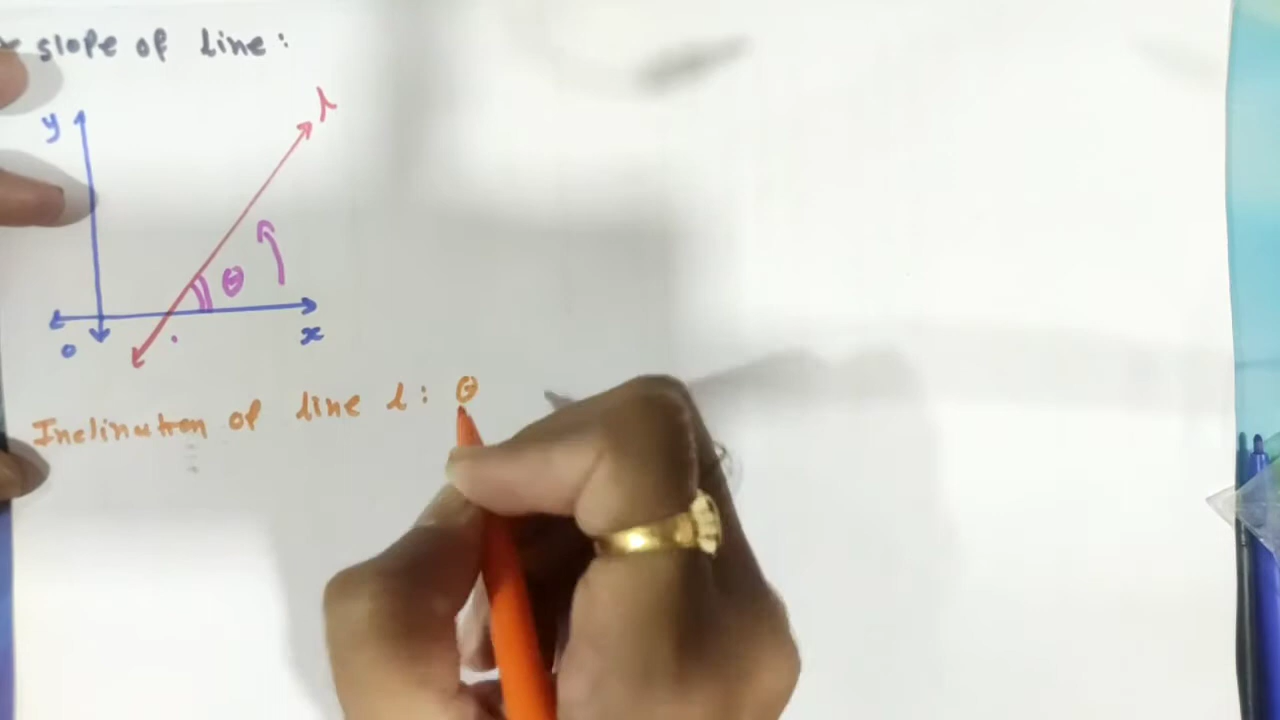 slope of line:
y
l
θ
o
x
Inclination of line l: θ